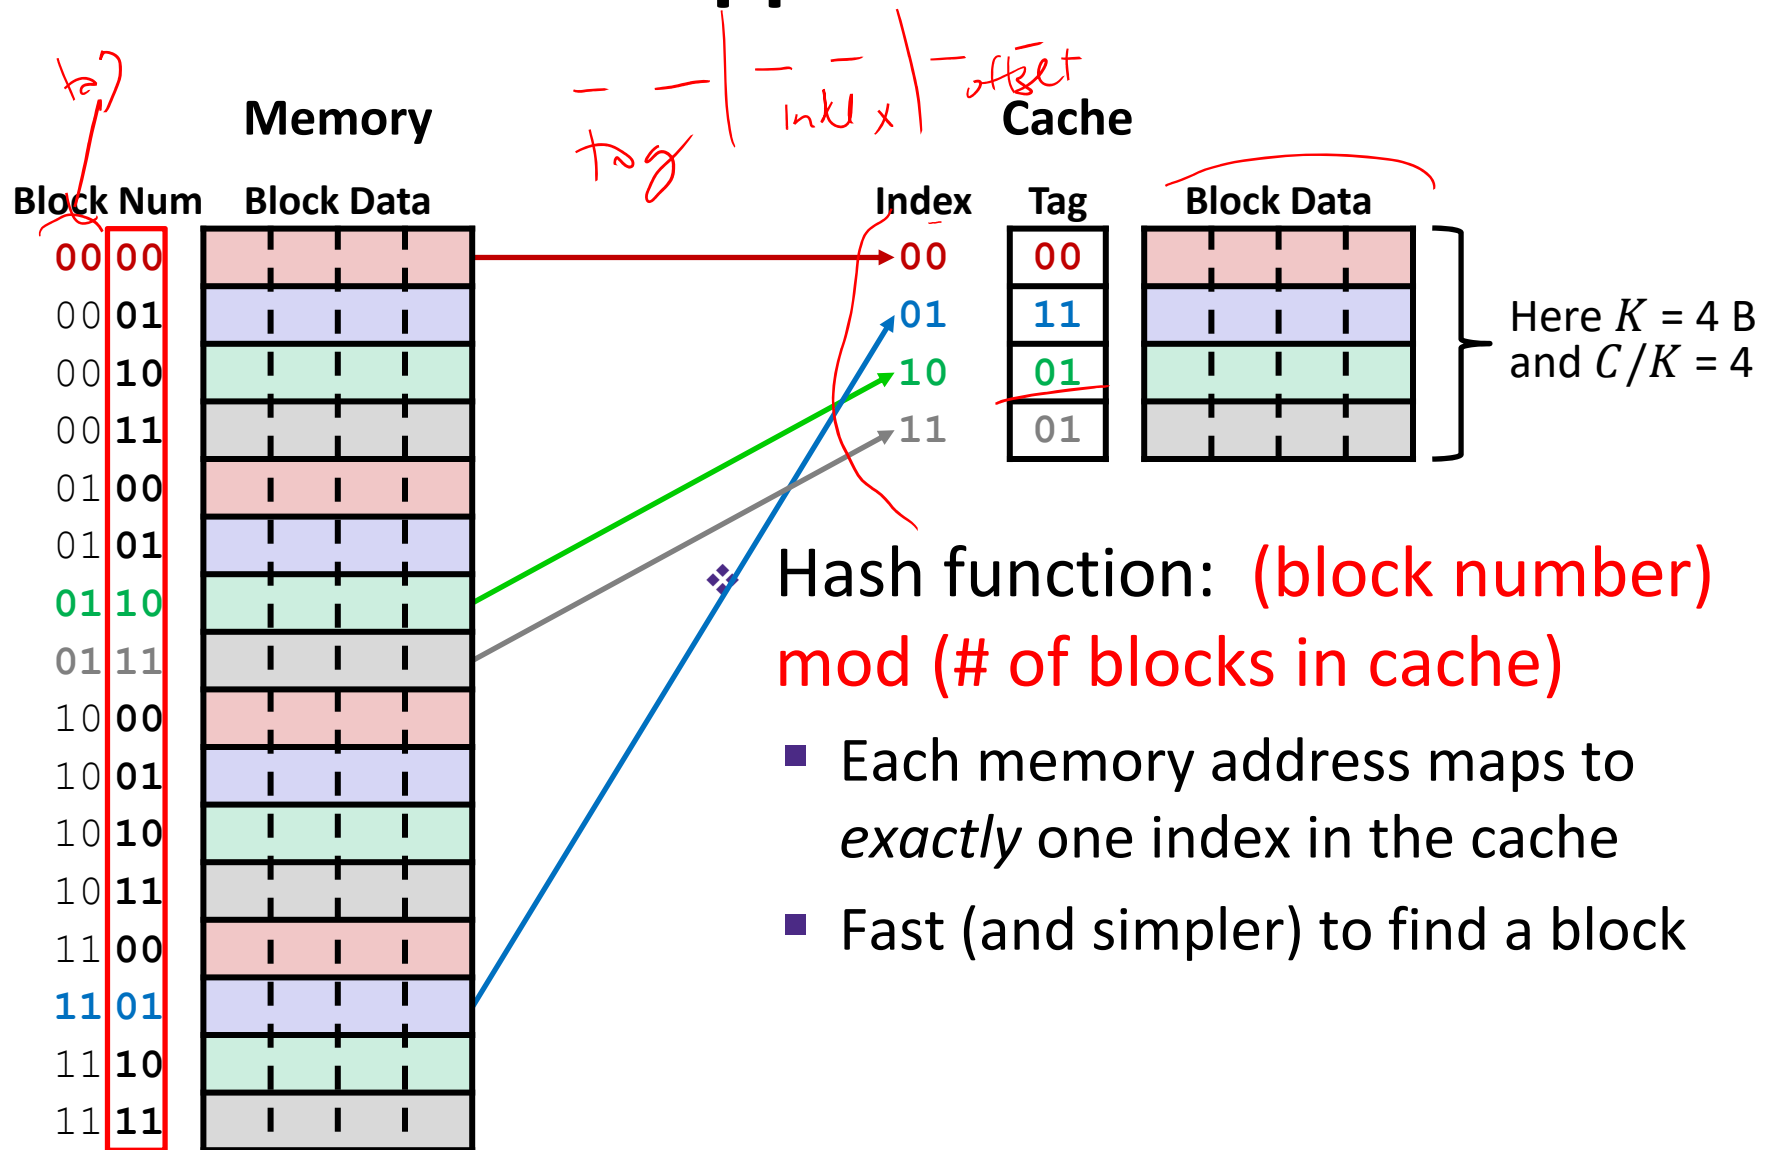 tag
tag index offset
Memory Cache
Block Num Block Data Index Tag Block Data
00 00 00 00
00 01 01 11
00 10 10 01
00 11 11 01
01 00
01 01
01 10
01 11
10 00
10 01
10 10
10 11
11 00
11 01
11 10
11 11
Here K = 4 B
and C/K = 4
Hash function: (block number)
mod (# of blocks in cache)
Each memory address maps to
exactly one index in the cache
Fast (and simpler) to find a block